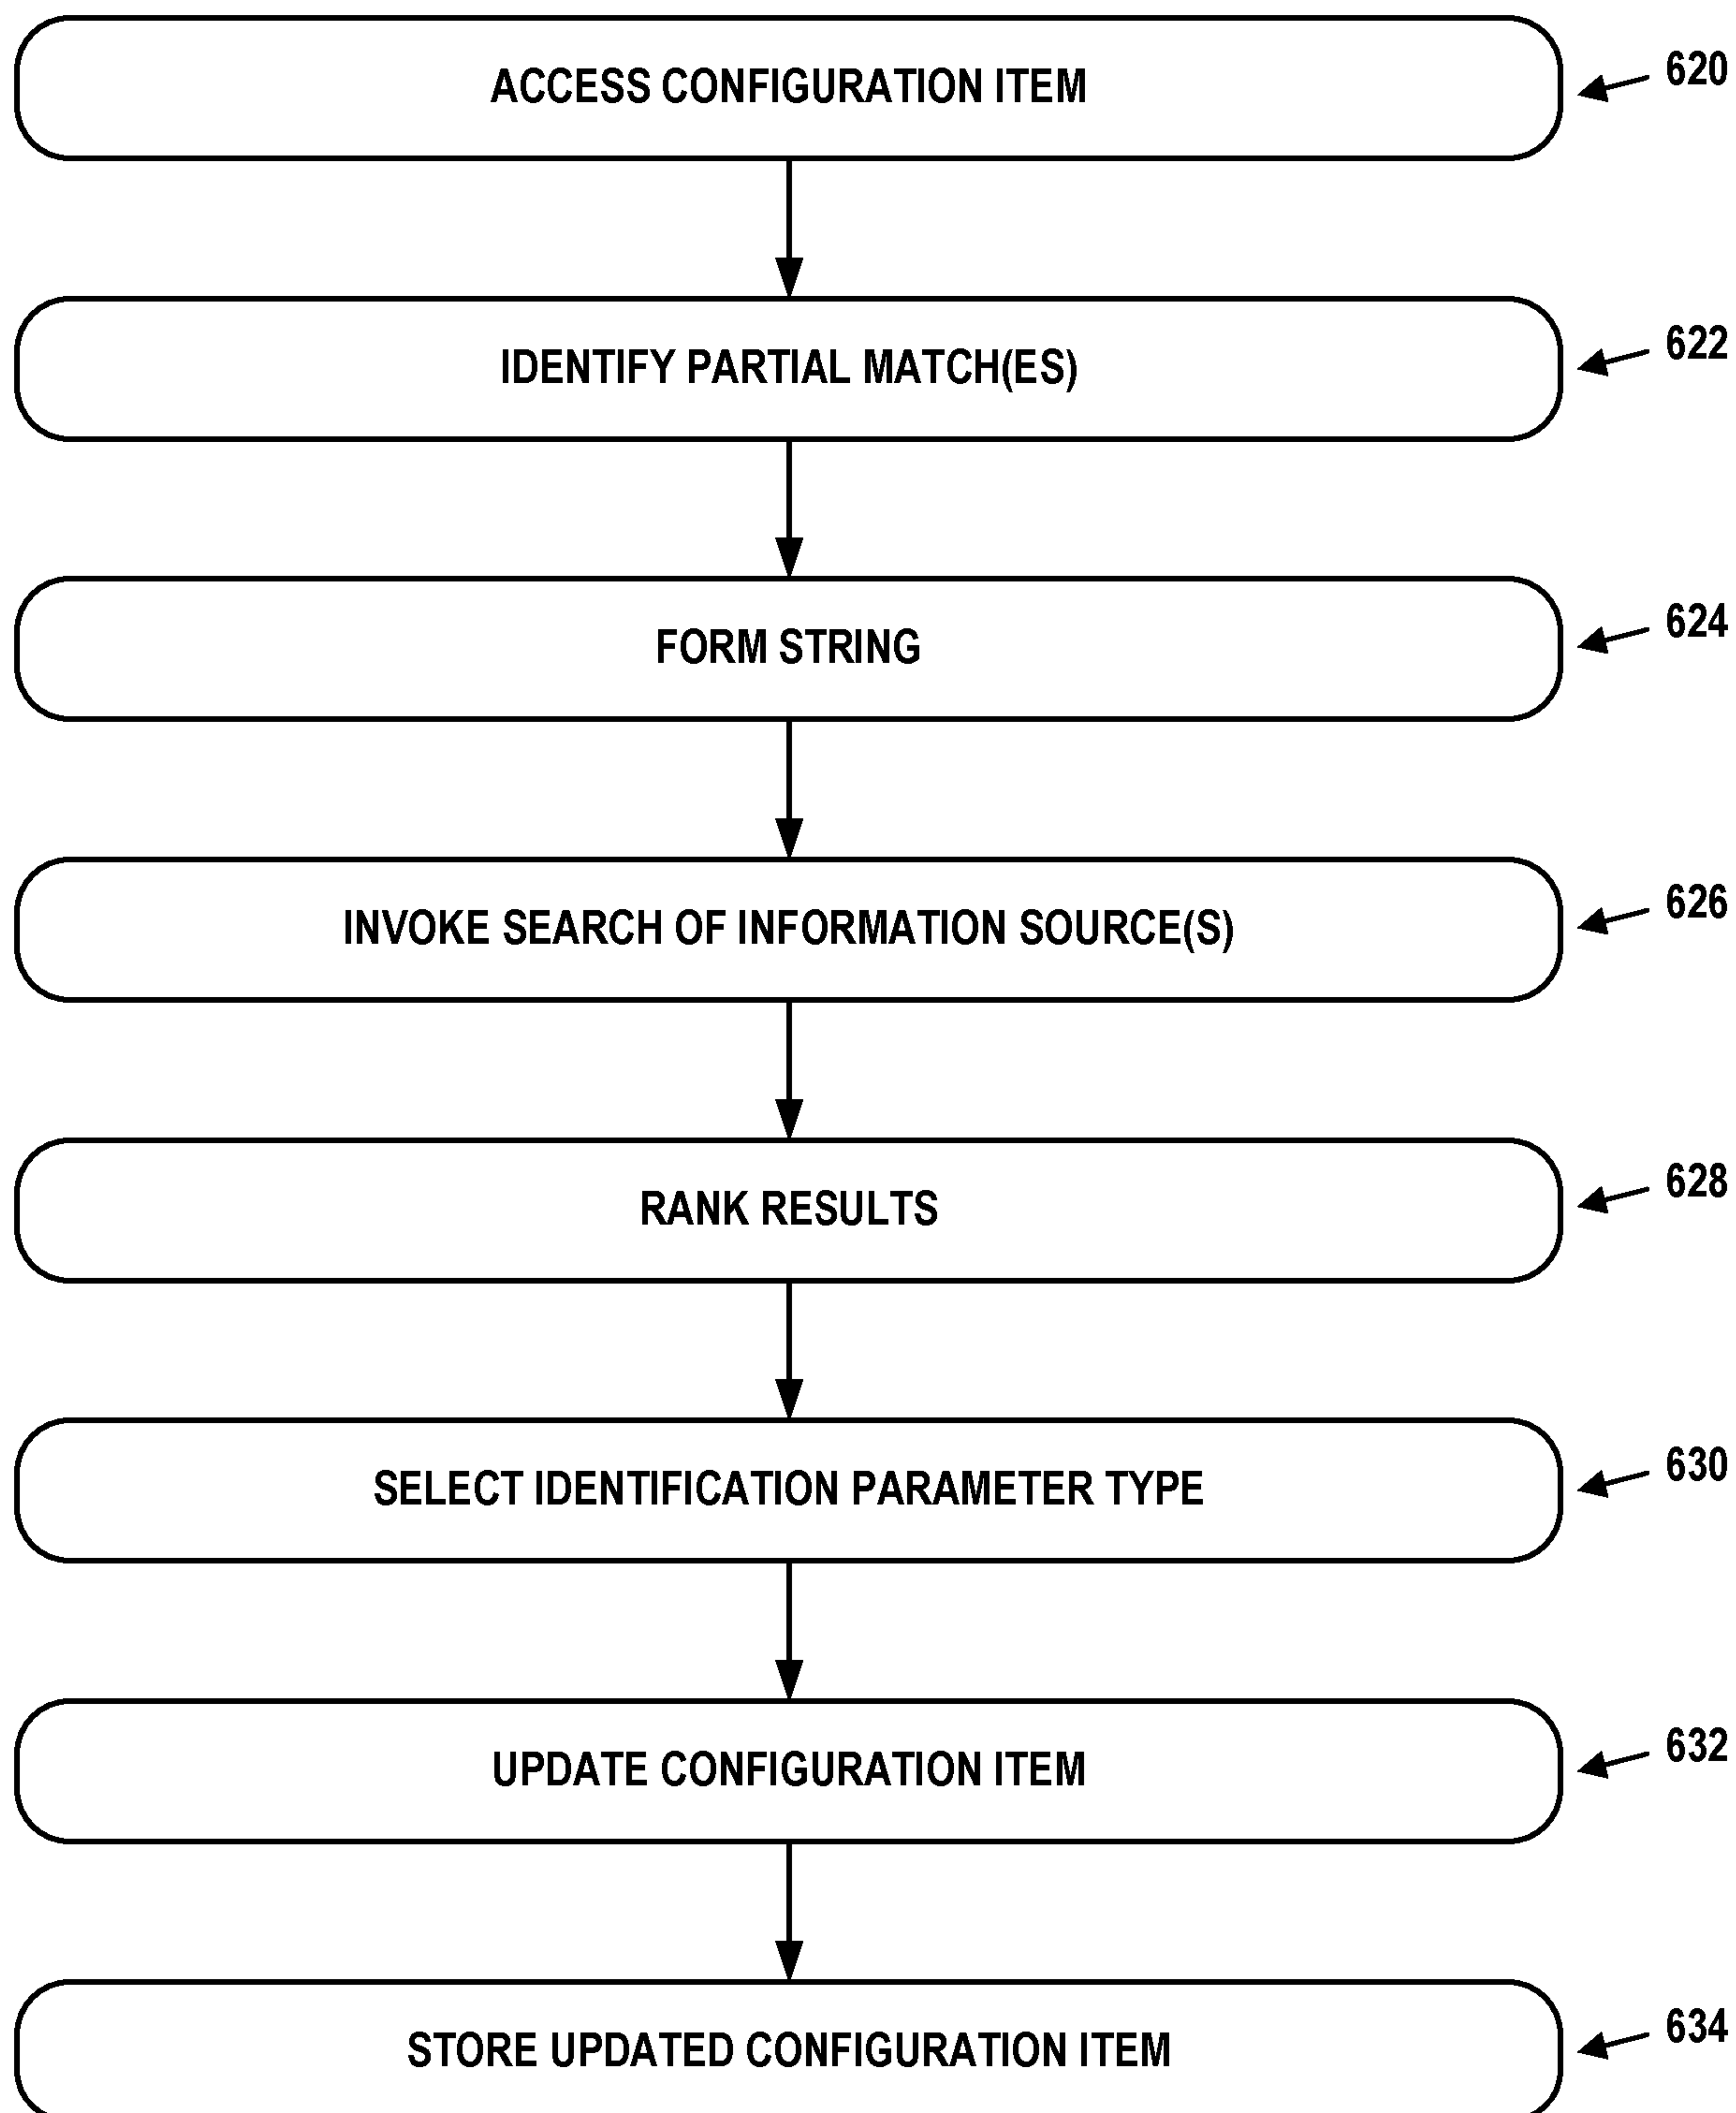 ACCESS CONFIGURATION ITEM
620
IDENTIFY PARTIAL MATCH(ES)
622
FORM STRING
624
INVOKE SEARCH OF INFORMATION SOURCE(S)
626
RANK RESULTS
628
SELECT IDENTIFICATION PARAMETER TYPE
630
UPDATE CONFIGURATION ITEM
632
STORE UPDATED CONFIGURATION ITEM
634